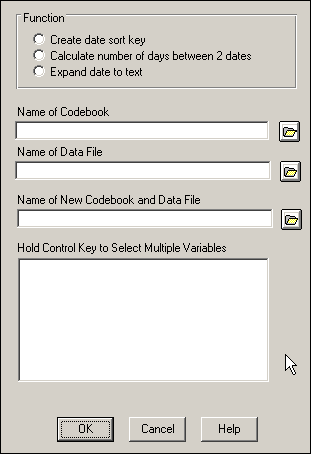 Function
Create date sort key
Calculate number of days between 2 dates
Expand date to text
Name of Codebook
Name of Data File
Name of New Codebook and Data File
Hold Control Key to Select Multiple Variables
OK Cancel Help